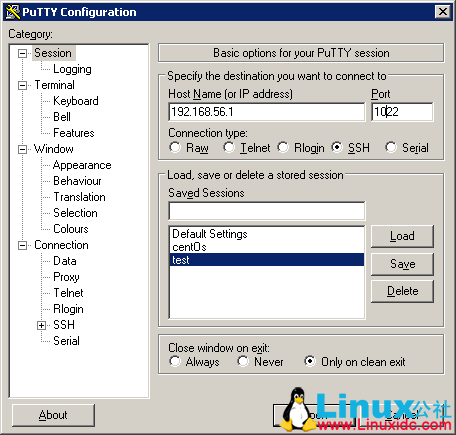 PuTTY Configuration
Category:
Session
Logging
Terminal
Keyboard
Bell
Features
Window
Appearance
Behaviour
Translation
Selection
Colours
Connection
Data
Proxy
Telnet
Rlogin
SSH
Serial
Basic options for your PuTTY session
Specify the destination you want to connect to
Host Name (or IP address) Port
192.168.56.1 1022
Connection type:
Raw Telnet Rlogin SSH Serial
Load, save or delete a stored session
Saved Sessions
Default Settings
centOs
test
Load
Save
Delete
Close window on exit:
Always Never Only on clean exit
About
Linux公社
www.Linuxidc.com